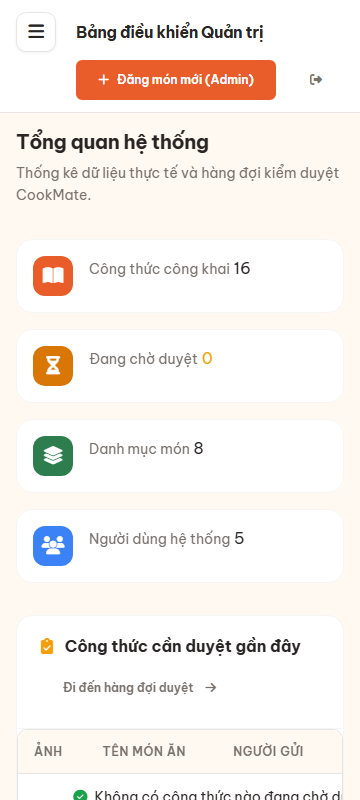 Bảng điều khiển Quản trị
Đăng món mới (Admin)
Tổng quan hệ thống
Thống kê dữ liệu thực tế và hàng đợi kiểm duyệt
CookMate.
Công thức công khai 16
Đang chờ duyệt 0
Danh mục món 8
Người dùng hệ thống 5
Công thức cần duyệt gần đây
Đi đến hàng đợi duyệt
ẢNH TÊN MÓN ĂN NGƯỜI GỬI
Không có công thức nào đang chờ d